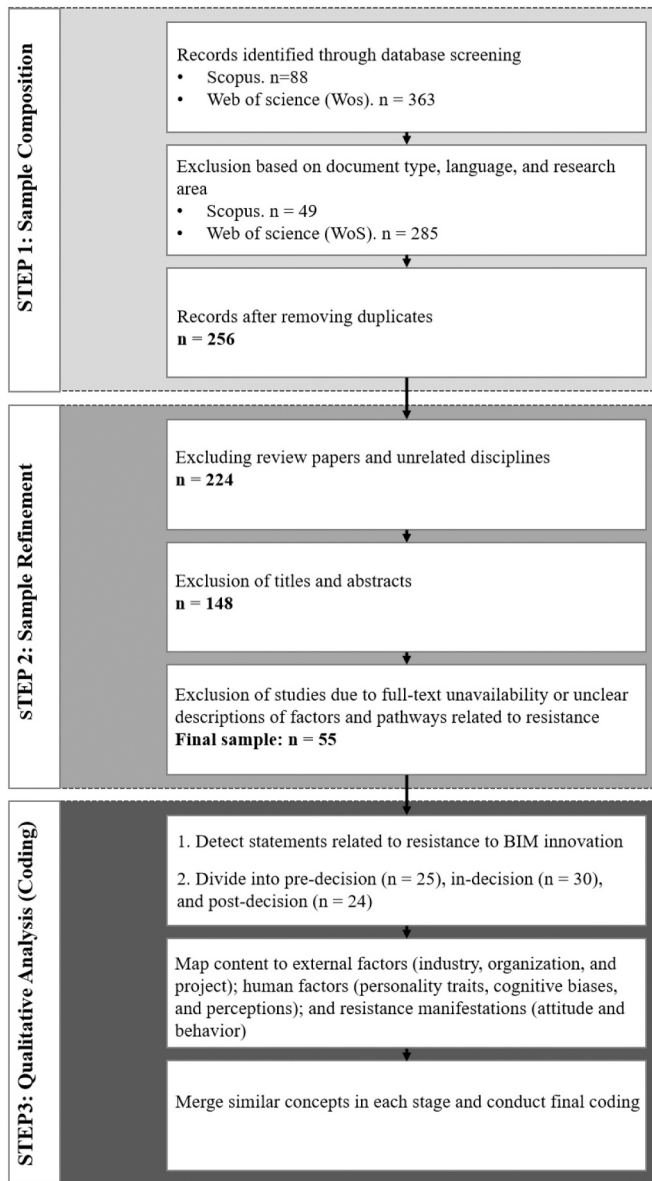 STEP 1: Sample Composition
Records identified through database screening
• Scopus. n=88
• Web of science (Wos). n = 363
Exclusion based on document type, language, and research
area
• Scopus. n = 49
• Web of science (WoS). n = 285
Records after removing duplicates
n = 256
sTEP 2: Sample Refinement
Excluding review papers and unrelated disciplines
n = 224
Exclusion of titles and abstracts
n = 148
Exclusion of studies due to full-text unavailability or unclear
descriptions of factors and pathways related to resistance
Final sample: n = 55
STEP3: Qualitative Analysis (Coding)
1. Detect statements related to resistance to BIM innovation
2. Divide into pre-decision (n = 25), in-decision (n = 30),
and post-decision (n = 24)
Map content to external factors (industry, organization, and
project); human factors (personality traits, cognitive biases,
and perceptions); and resistance manifestations (attitude and
behavior)
Merge similar concepts in each stage and conduct final coding